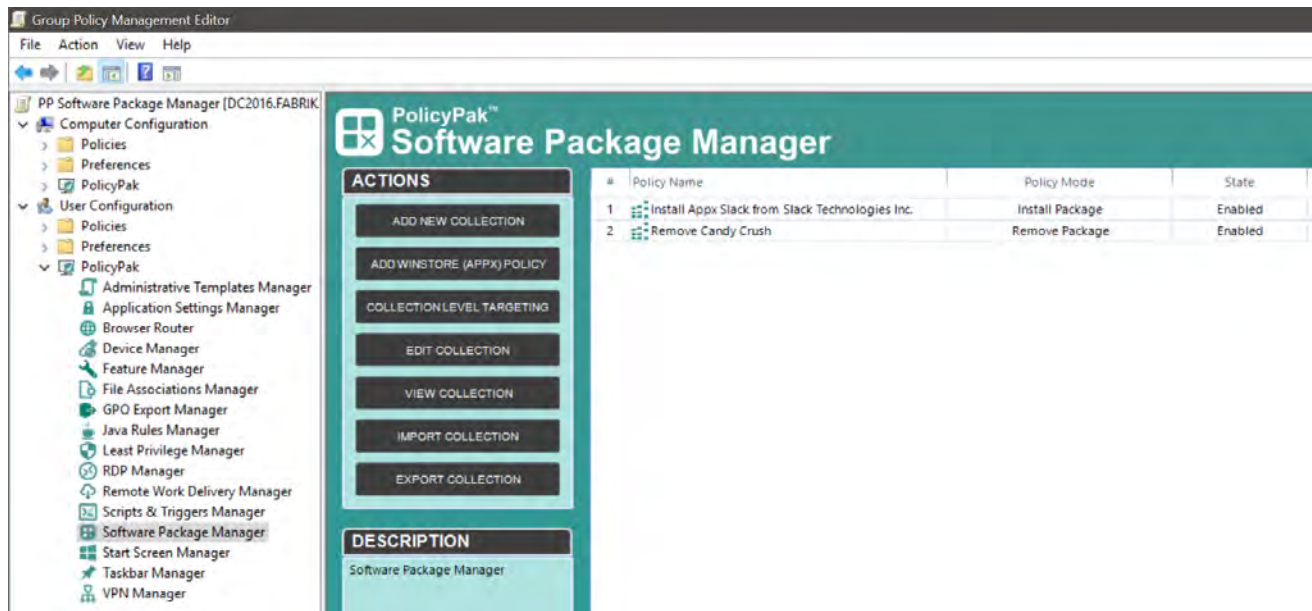 Group Policy Management Editor
File Action View Help
PP Software Package Manager [DC2016.FABRIK
Computer Configuration
Policies
Preferences
PolicyPak
User Configuration
Policies
Preferences
PolicyPak
Administrative Templates Manager
Application Settings Manager
Browser Router
Device Manager
Feature Manager
File Associations Manager
GPO Export Manager
Java Rules Manager
Least Privilege Manager
RDP Manager
Remote Work Delivery Manager
Scripts & Triggers Manager
Software Package Manager
Start Screen Manager
Taskbar Manager
VPN Manager
PolicyPak™
Software Package Manager
ACTIONS
ADD NEW COLLECTION
ADD WINSTORE (APPX) POLICY
COLLECTION LEVEL TARGETING
EDIT COLLECTION
VIEW COLLECTION
IMPORT COLLECTION
EXPORT COLLECTION
DESCRIPTION
Software Package Manager
# Policy Name Policy Mode State
1 Install Appx Slack from Slack Technologies Inc. Install Package Enabled
2 Remove Candy Crush Remove Package Enabled